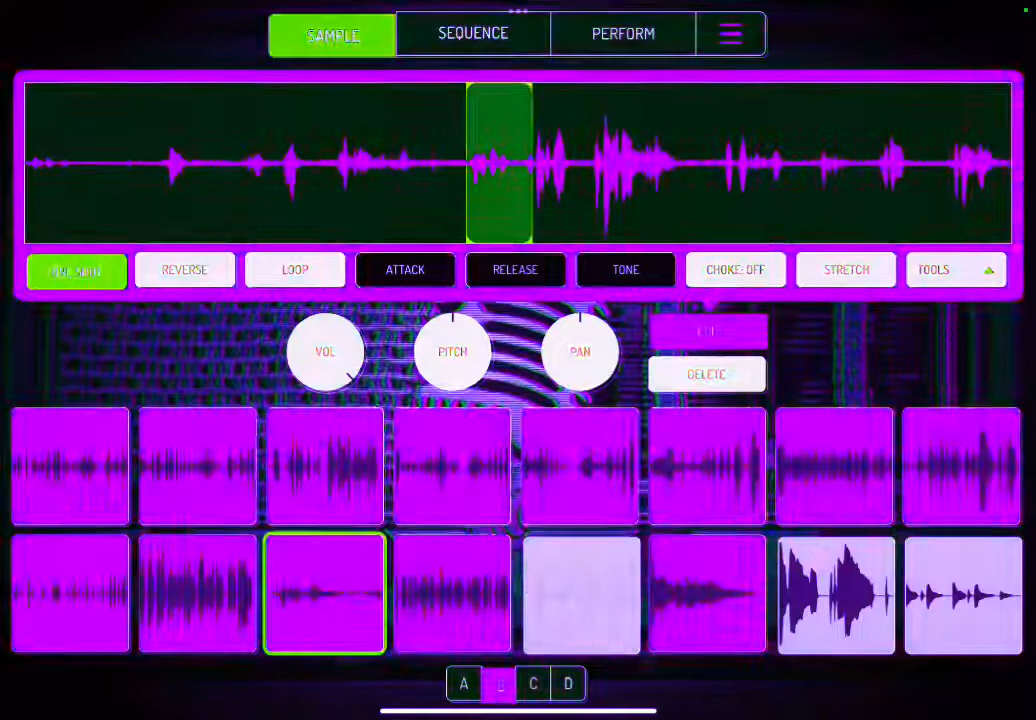 SAMPLE
SEQUENCE
PERFORM
REVERSE
LOOP
ATTACK
RELEASE
TONE
CHOKE: OFF
STRETCH
TOOLS
VOL
PITCH
PAN
DELETE
A
C
D